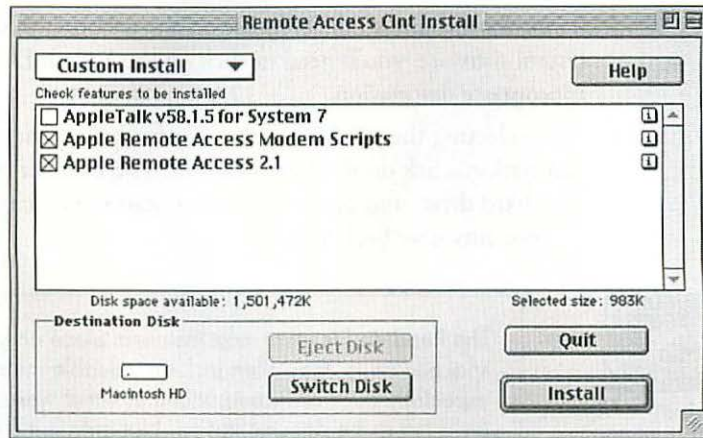 Remote Access Clnt Install
Custom Install
Help
Check features to be installed
AppleTalk v58.1.5 for System 7
Apple Remote Access Modem Scripts
Apple Remote Access 2.1
Disk space available: 1,501,472K
Selected size: 983K
Destination Disk
Eject Disk
Quit
Macintosh HD
Switch Disk
Install